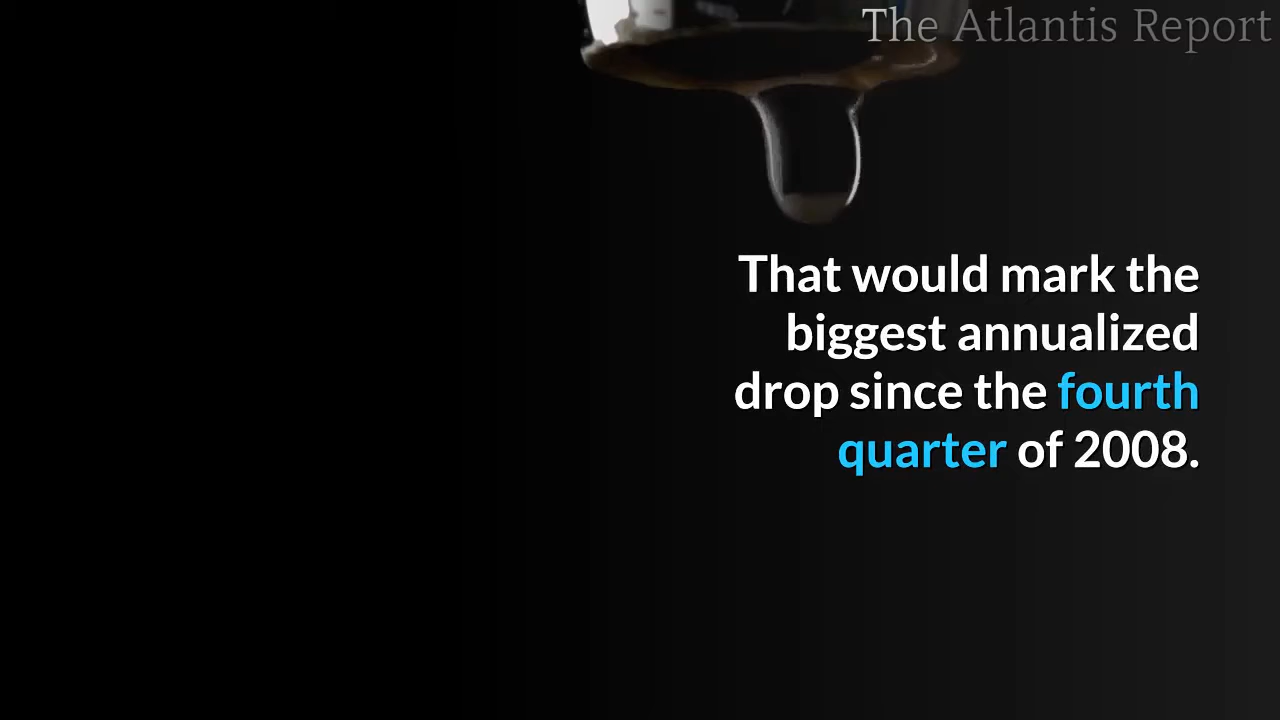 The Atlantis Report
That would mark the
biggest annualized
drop since the fourth
quarter of 2008.